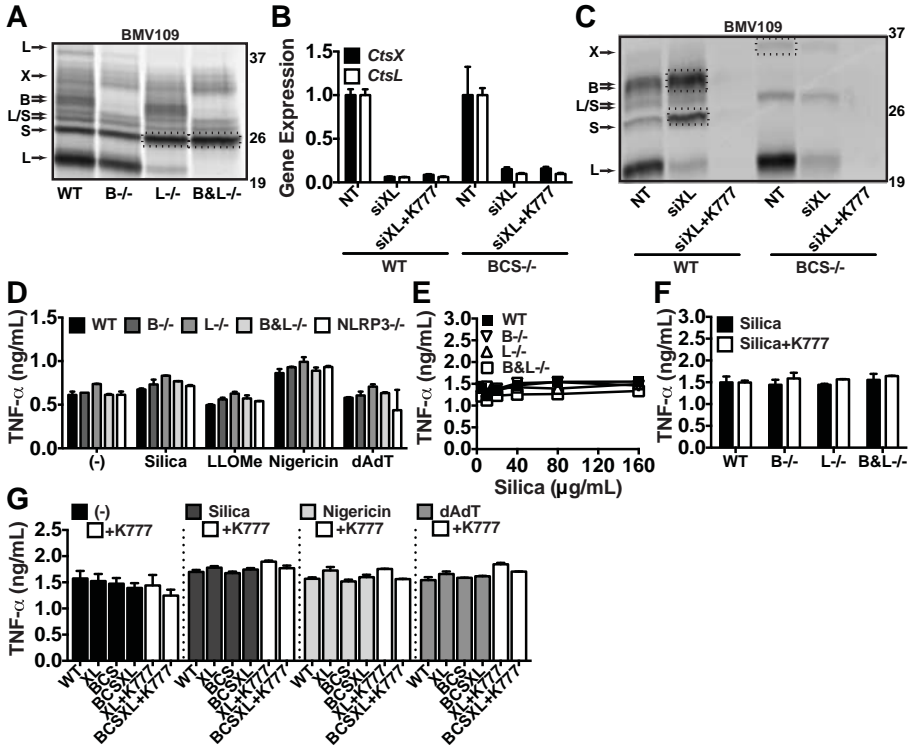 A
BMV109
L
X
B
L/S
S
L
37
26
19
WT B-/- L-/- B&L-/-
B
CtsX
CtsL
Gene Expression
1.5
1.0
0.5
0.0
NT siXL siXL+K777 NT siXL siXL+K777
WT BCS-/-
C
BMV109
X
B
L/S
S
L
37
26
19
NT siXL siXL+K777 NT siXL siXL+K777
WT BCS-/-
D
WT B-/- L-/- B&L-/- NLRP3-/-
TNF-α (ng/mL)
1.5
1.0
0.5
0.0
(-) Silica LLOMe Nigericin dAdT
E
WT
B-/-
L-/-
B&L-/-
TNF-α (ng/mL)
3.0
2.5
2.0
1.5
1.0
0.5
0.0
0 40 80 120 160
Silica (µg/mL)
F
Silica
Silica+K777
TNF-α (ng/mL)
3.0
2.5
2.0
1.5
1.0
0.5
0.0
WT B-/- L-/- B&L-/-
G
(-) Silica Nigericin dAdT
+K777 +K777 +K777 +K777
TNF-α (ng/mL)
2.5
2.0
1.5
1.0
0.5
0.0
WT XL BCS BCSXL XL+K777 BCSXL+K777 WT XL BCS BCSXL XL+K777 BCSXL+K777 WT XL BCS BCSXL XL+K777 BCSXL+K777 WT XL BCS BCSXL XL+K777 BCSXL+K777